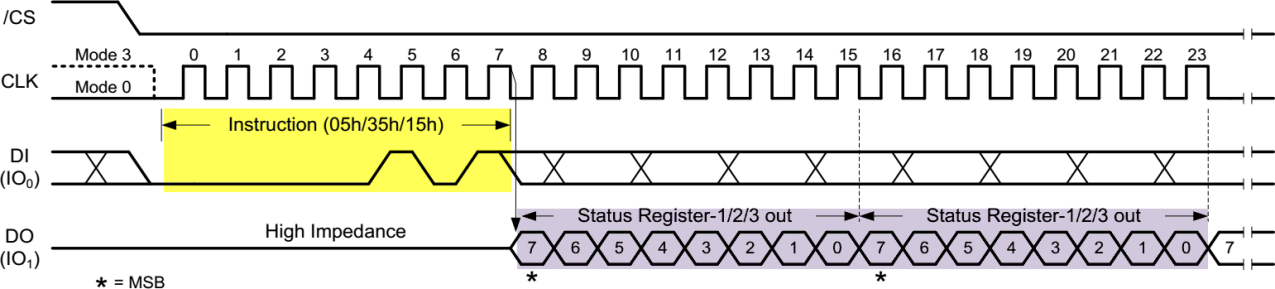 /CS
Mode 3
0 1 2 3 4 5 6 7 8 9 10 11 12 13 14 15 16 17 18 19 20 21 22 23
CLK
Mode 0
Instruction (05h/35h/15h)
DI
(IO0)
Status Register-1/2/3 out Status Register-1/2/3 out
High Impedance
DO
(IO1)
7 6 5 4 3 2 1 0 7 6 5 4 3 2 1 0 7
* *
* = MSB